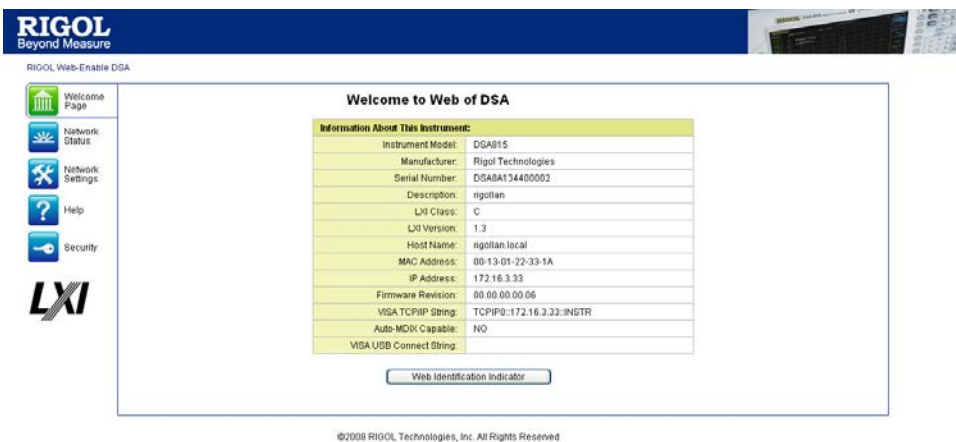 RIGOL
Beyond Measure
RIGOL Web-Enable DSA
Welcome
Page
Network
Status
Network
Settings
Help
Security
LXI
Welcome to Web of DSA
Information About This Instrument:
Instrument Model: DSA815
Manufacturer: Rigol Technologies
Serial Number: DSA8A134400002
Description: rigollan
LXI Class: C
LXI Version: 1.3
Host Name: rigollan.local
MAC Address: 00-13-01-22-33-1A
IP Address: 172.16.3.33
Firmware Revision: 00.00.00.00.06
VISA TCP/IP String: TCPIP0::172.16.3.33::INSTR
Auto-MDIX Capable: NO
VISA USB Connect String:
Web Identification Indicator
©2008 RIGOL Technologies, Inc. All Rights Reserved